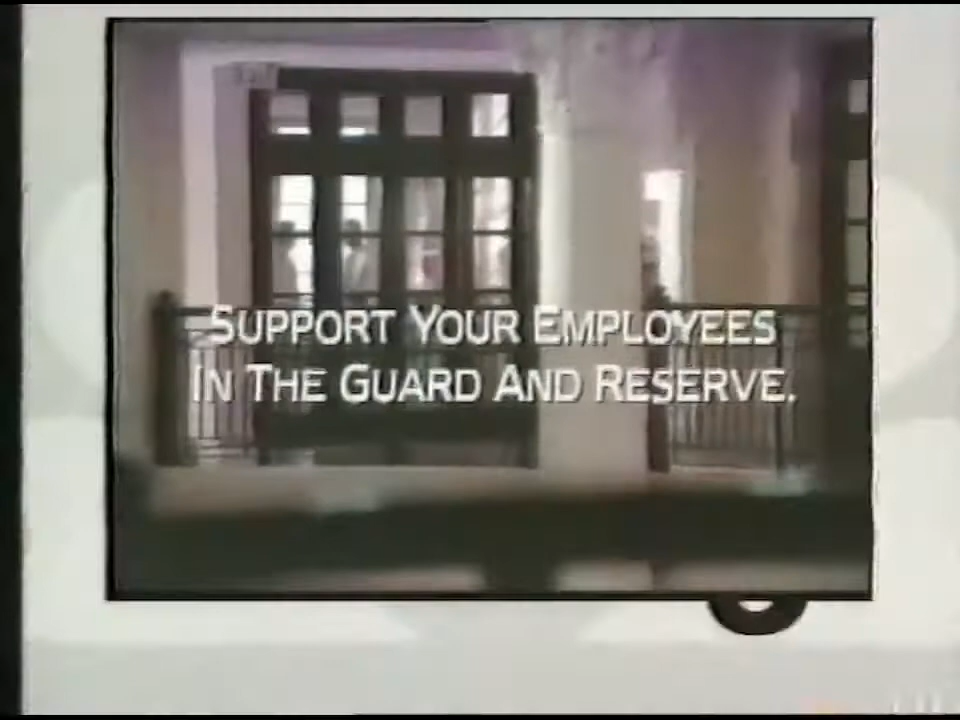 SUPPORT YOUR EMPLOYEES
IN THE GUARD AND RESERVE.